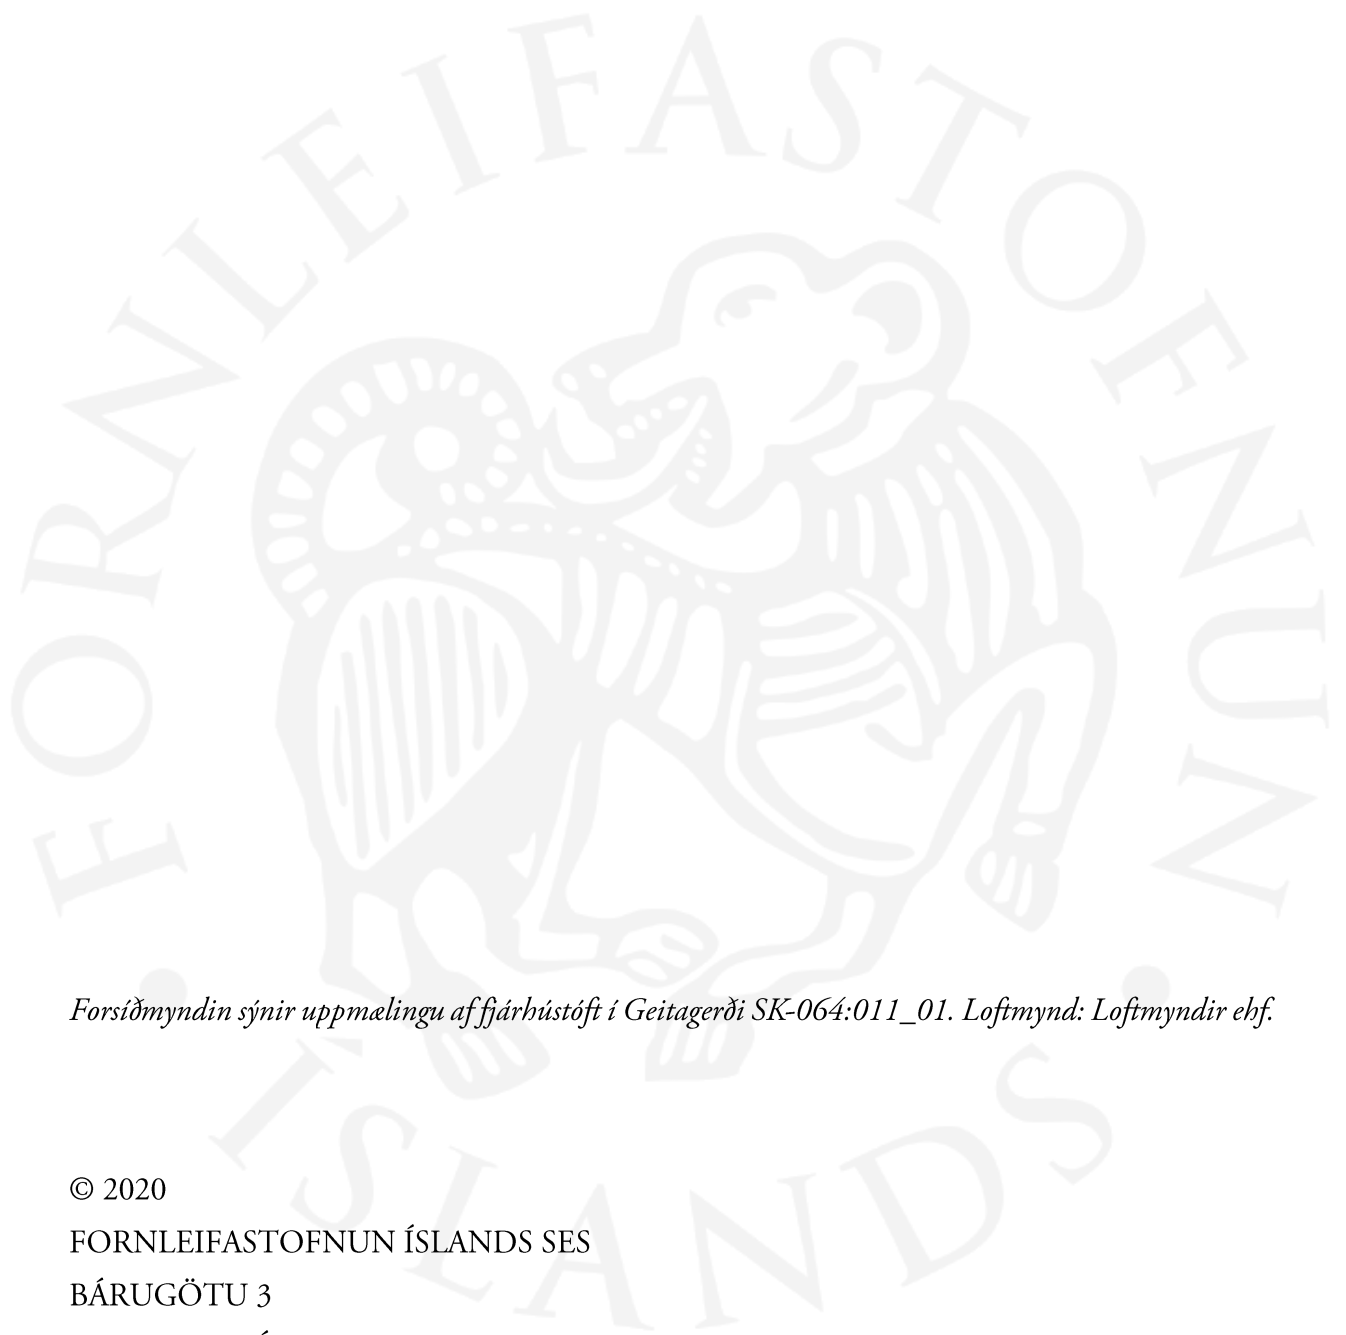 FORNLEIFASTOFNUN
ÍSLANDS
Forsíðmyndin sýnir uppmælingu af fjárhústóft í Geitagerði SK-064:011_01. Loftmynd: Loftmyndir ehf.
© 2020
FORNLEIFASTOFNUN ÍSLANDS SES
BÁRUGÖTU 3